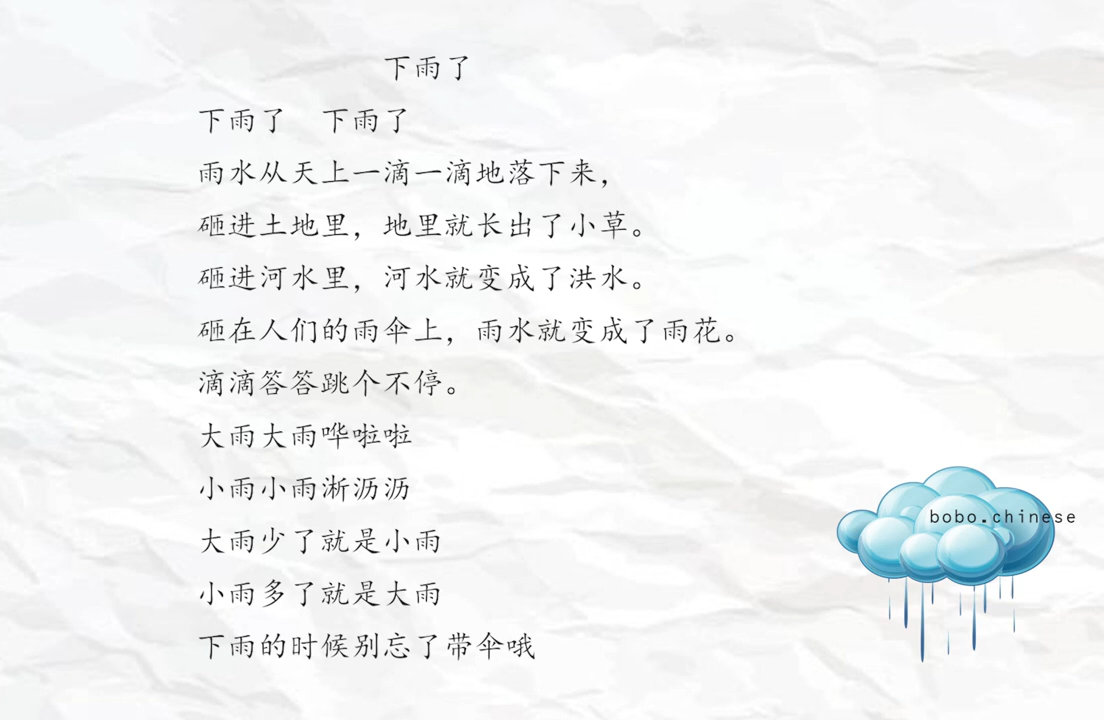 下雨了
下雨了　下雨了
雨水从天上一滴一滴地落下来，
砸进土地里，地里就长出了小草。
砸进河水里，河水就变成了洪水。
砸在人们的雨伞上，雨水就变成了雨花。
滴滴答答跳个不停。
大雨大雨哗啦啦
小雨小雨淅沥沥
大雨少了就是小雨
小雨多了就是大雨
下雨的时候别忘了带伞哦
bobo.chinese